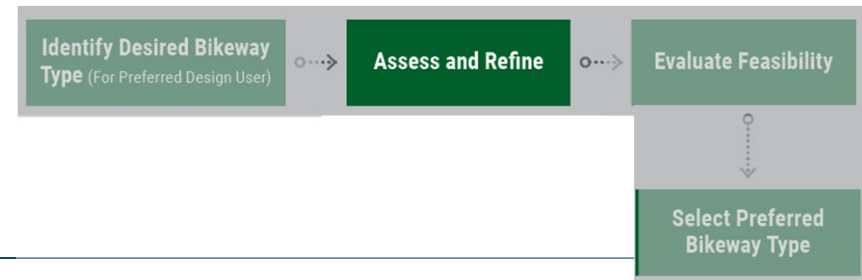 Identify Desired Bikeway
Type (For Preferred Design User)
Assess and Refine
Evaluate Feasibility
Select Preferred
Bikeway Type